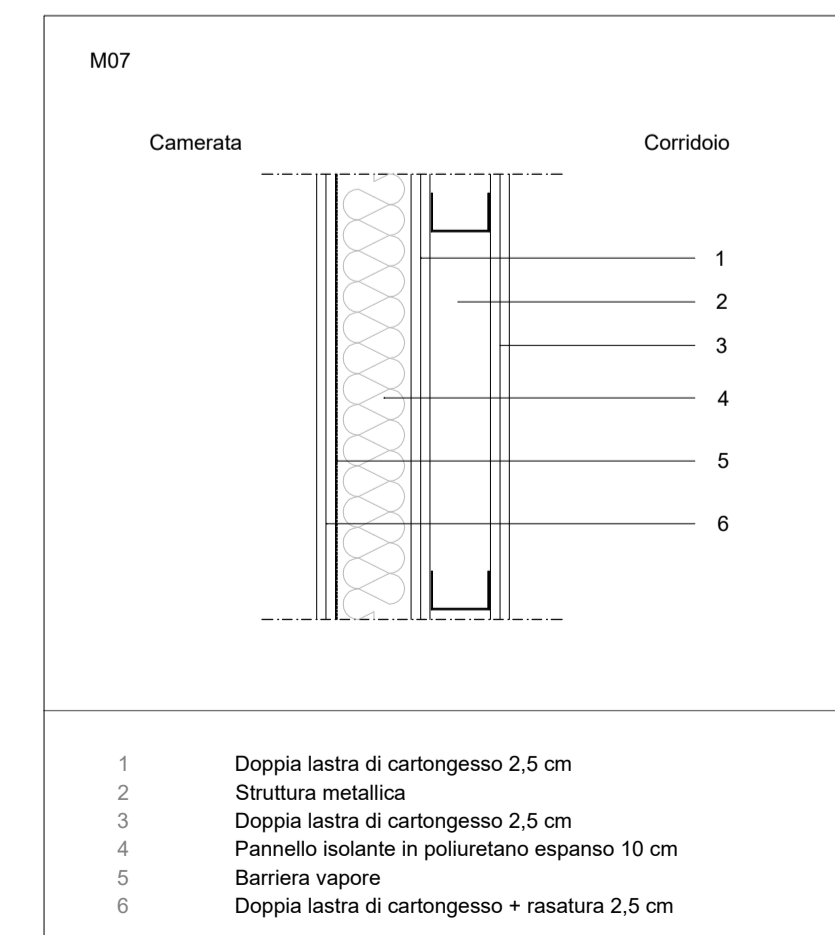 M07
Camerata Corridoio
1
2
3
4
5
6
1 Doppia lastra di cartongesso 2,5 cm
2 Struttura metallica
3 Doppia lastra di cartongesso 2,5 cm
4 Pannello isolante in poliuretano espanso 10 cm
5 Barriera vapore
6 Doppia lastra di cartongesso + rasatura 2,5 cm